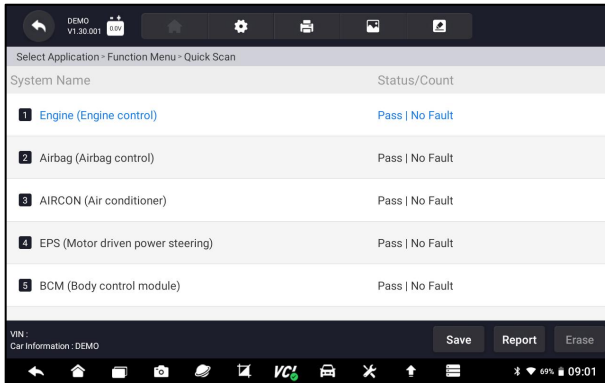 DEMO
V1.30.001
0.0V
Select Application > Function Menu > Quick Scan
System Name Status/Count
1 Engine (Engine control) Pass | No Fault
2 Airbag (Airbag control) Pass | No Fault
3 AIRCON (Air conditioner) Pass | No Fault
4 EPS (Motor driven power steering) Pass | No Fault
5 BCM (Body control module) Pass | No Fault
VIN :
Car Information : DEMO
Save Report Erase
VCI 69% 09:01